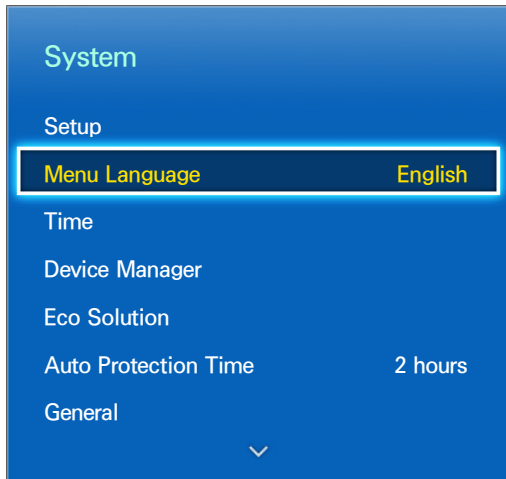 System
Setup
Menu Language English
Time
Device Manager
Eco Solution
Auto Protection Time 2 hours
General